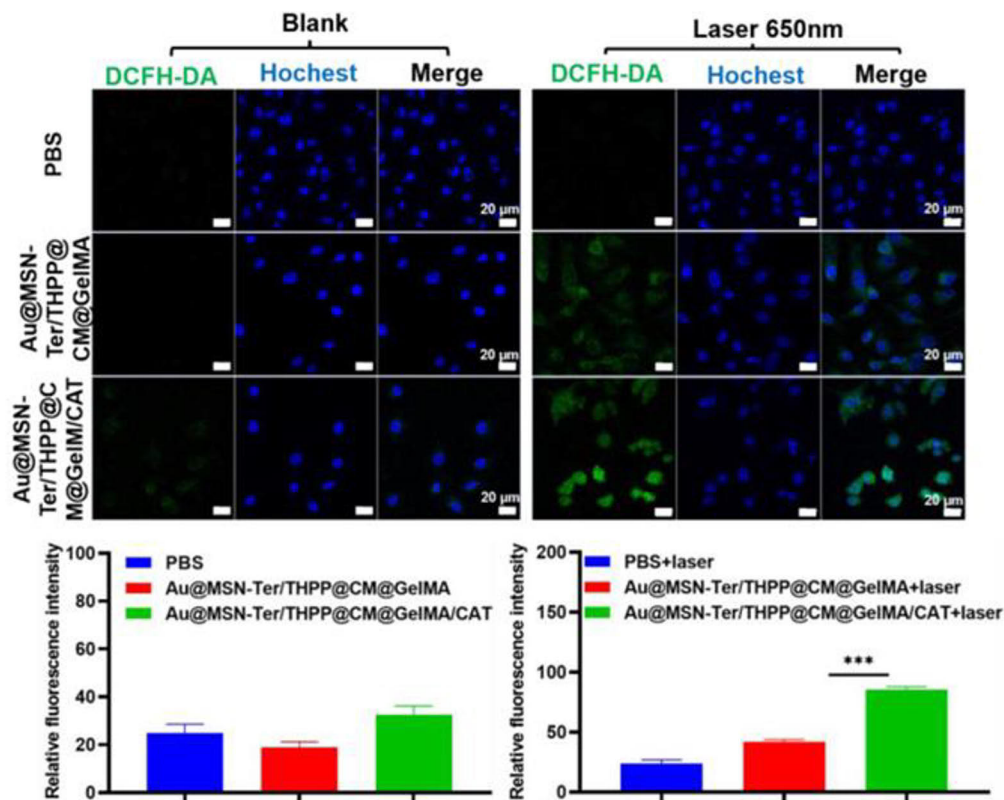 Blank
Laser 650nm
DCFH-DA
Hochest
Merge
DCFH-DA
Hochest
Merge
PBS
20 μm
20 μm
Au@MSN-
Ter/THPP@
CM@GelMA
20 μm
20 μm
Au@MSN-
Ter/THPP@C
M@GelM/CAT
20 μm
20 μm
Relative fluorescence intensity
100
80
60
40
20
0
PBS
Au@MSN-Ter/THPP@CM@GelMA
Au@MSN-Ter/THPP@CM@GelMA/CAT
Relative fluorescence intensity
200
150
100
50
0
PBS+laser
Au@MSN-Ter/THPP@CM@GelMA+laser
Au@MSN-Ter/THPP@CM@GelMA/CAT+laser
***